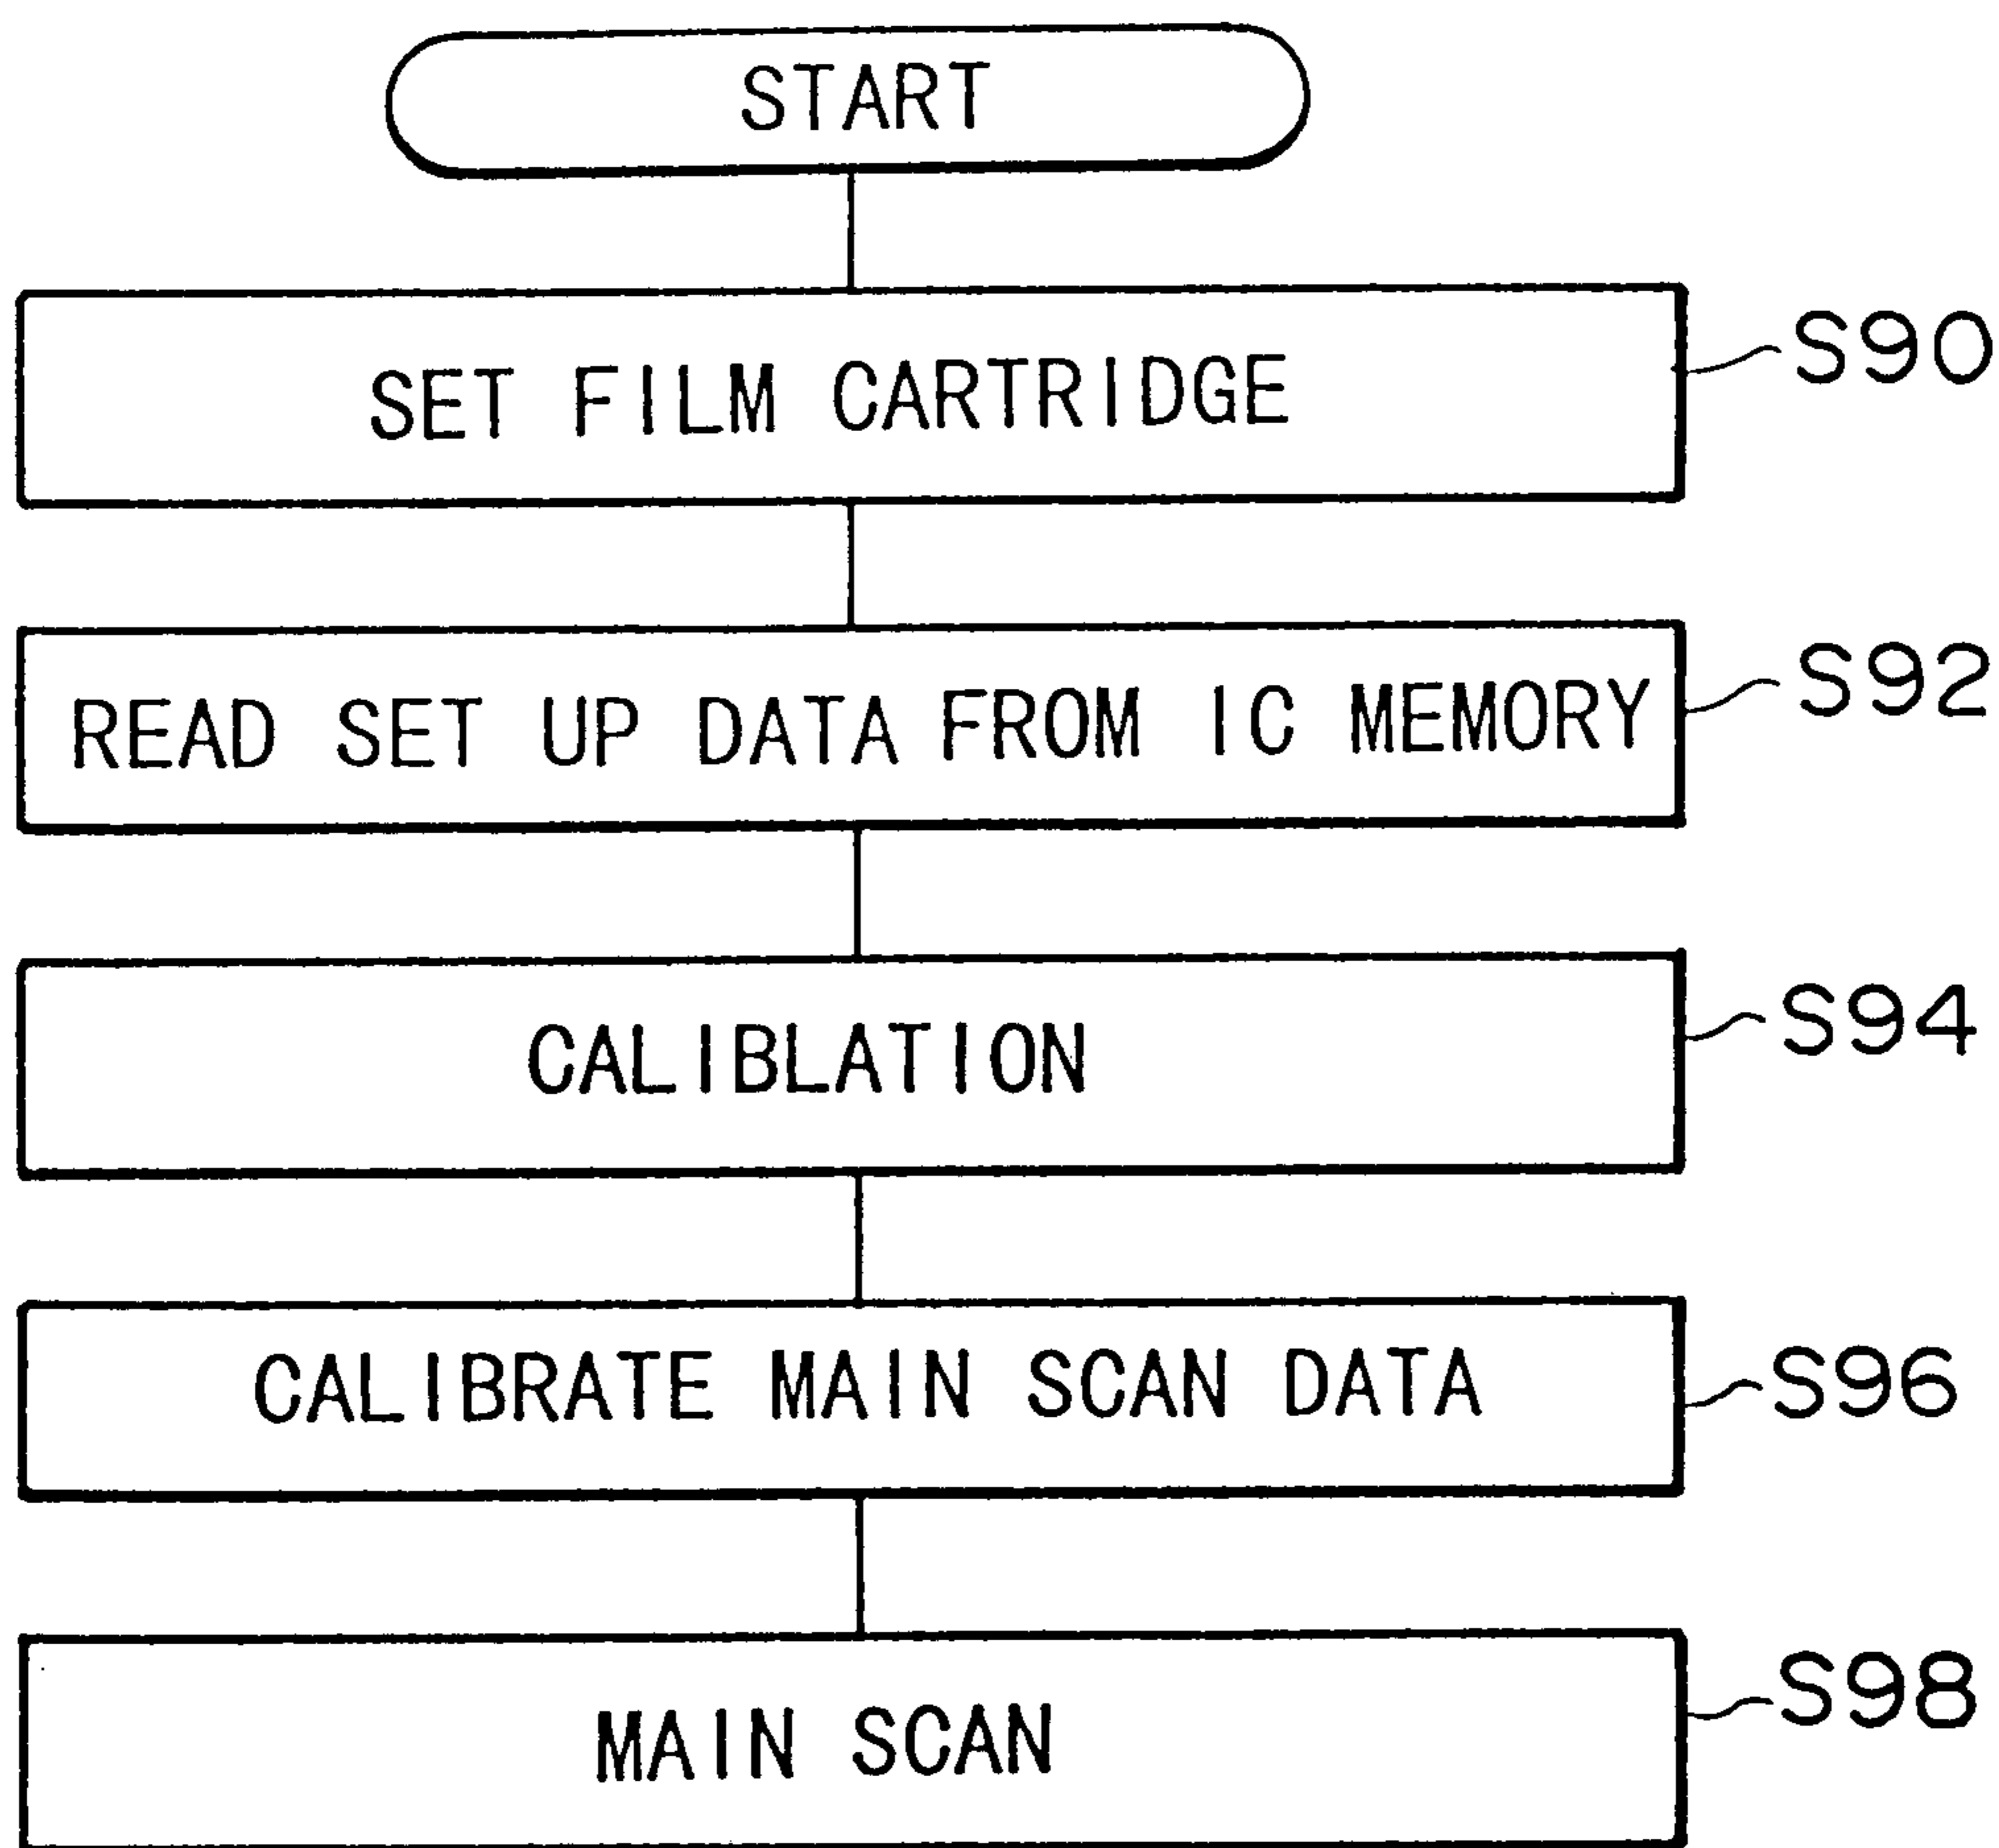 START
SET FILM CARTRIDGE
S90
READ SET UP DATA FROM IC MEMORY
S92
CALIBLATION
S94
CALIBRATE MAIN SCAN DATA
S96
MAIN SCAN
S98